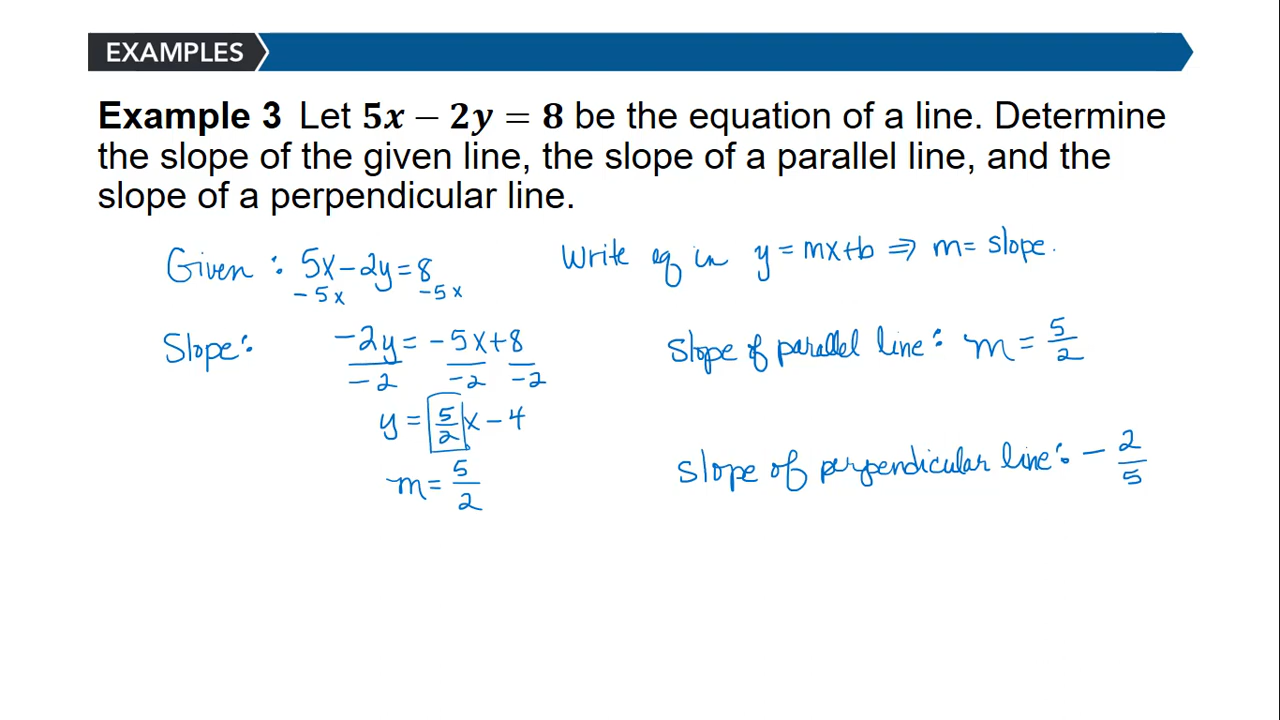 EXAMPLES
Example 3 Let 5x − 2y = 8 be the equation of a line. Determine
the slope of the given line, the slope of a parallel line, and the
slope of a perpendicular line.
Given : 5x-2y=8
-5x -5x
Slope:
-2y = -5x+8
-2 -2 -2
y = 5/2 x - 4
m = 5/2
Write eq in y = mx+b ⇒ m= slope.
Slope of parallel line: m = 5/2
slope of perpendicular line: - 2/5